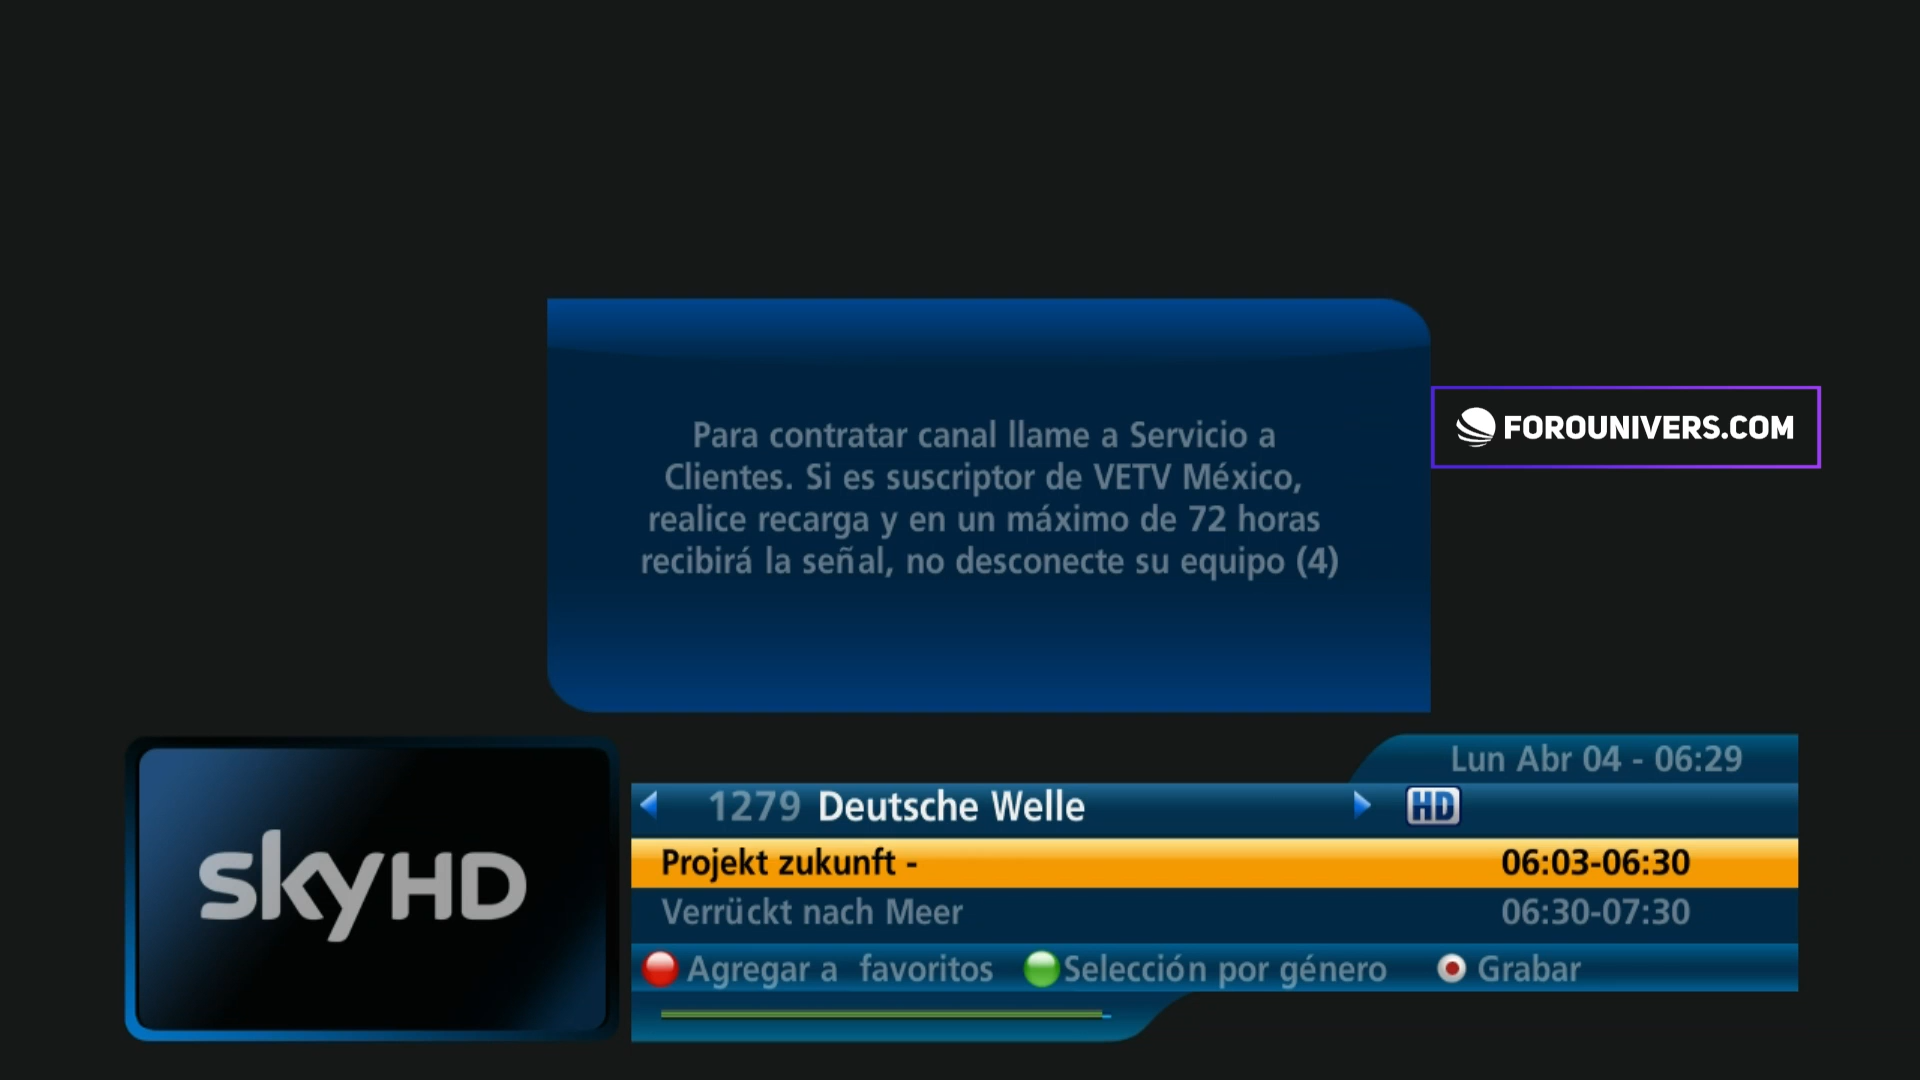 Para contratar canal llame a Servicio a
Clientes. Si es suscriptor de VETV México,
realice recarga y en un máximo de 72 horas
recibirá la señal, no desconecte su equipo (4)
FOROUNIVERS.COM
sky HD
Lun Abr 04 - 06:29
1279 Deutsche Welle HD
Projekt zukunft - 06:03-06:30
Verrückt nach Meer 06:30-07:30
Agregar a favoritos Selección por género Grabar